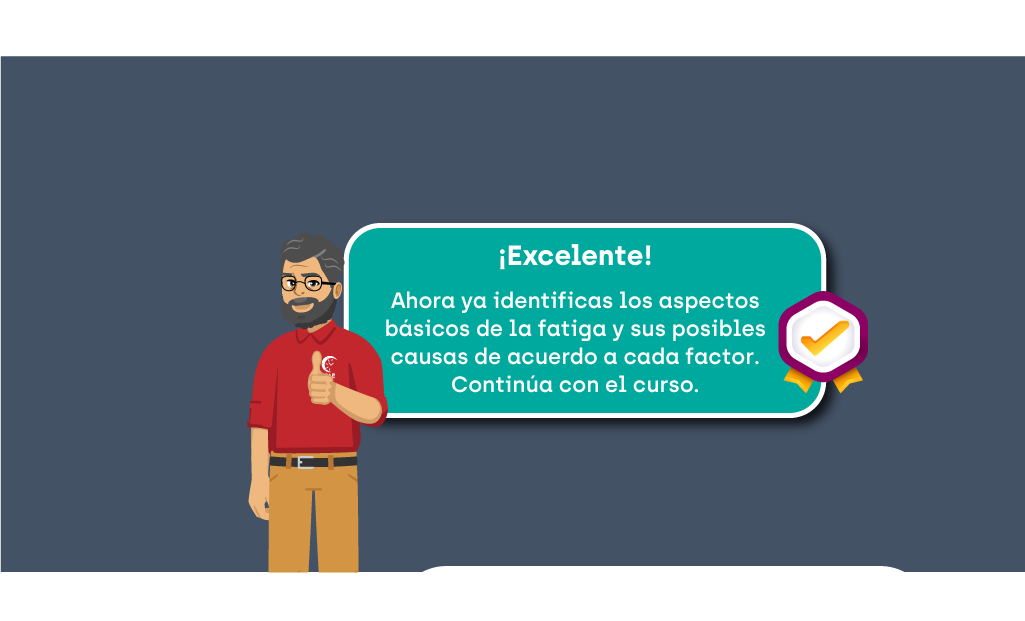 ¡Excelente!
Ahora ya identificas los aspectos
básicos de la fatiga y sus posibles
causas de acuerdo a cada factor.
Continúa con el curso.